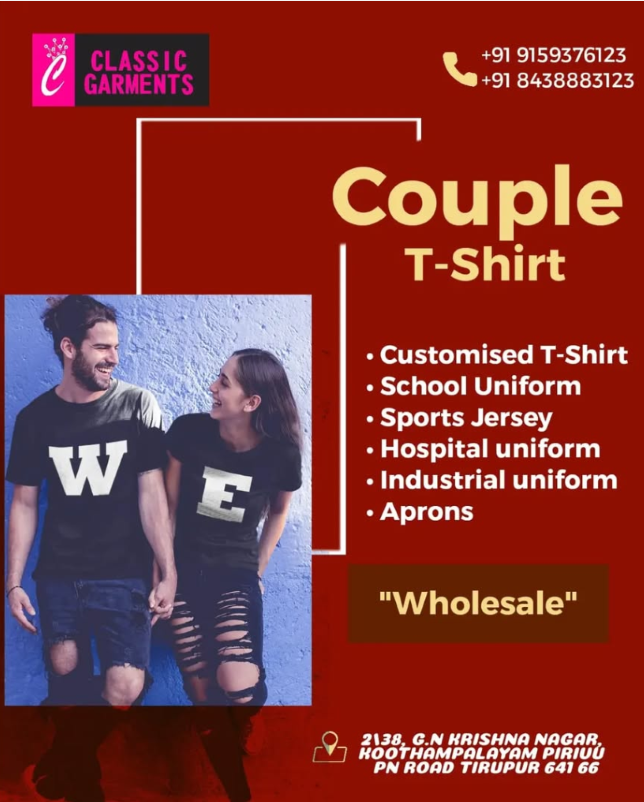 CLASSIC
GARMENTS
+91 9159376123
+91 8438883123
Couple
T-Shirt
W E
• Customised T-Shirt
• School Uniform
• Sports Jersey
• Hospital uniform
• Industrial uniform
• Aprons
"Wholesale"
2\38, G.N KRISHNA NAGAR,
KOOTHAMPALAYAM PIRIVU
PN ROAD TIRUPUR 641 66